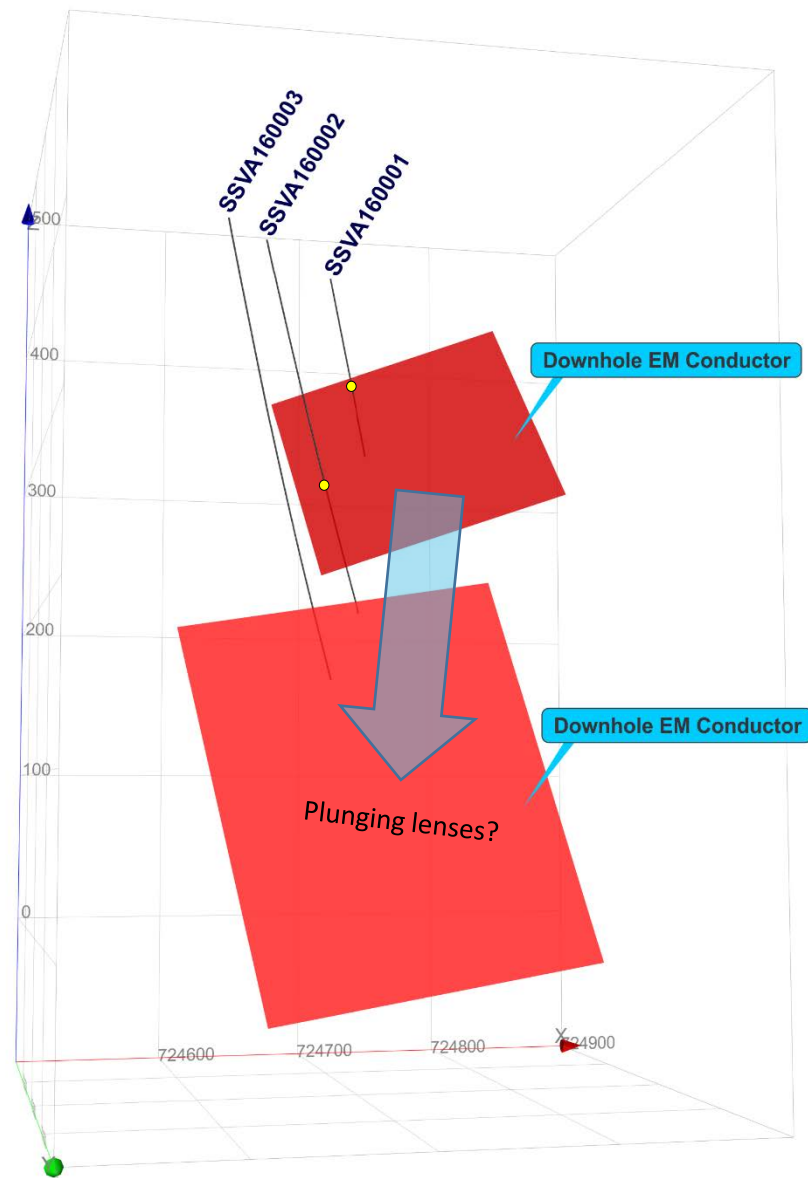 SSVA160003
SSVA160002
SSVA160001
500
Z
Downhole EM Conductor
400
300
200
Downhole EM Conductor
100
Plunging lenses?
0
X
724600
724700
724800
724900